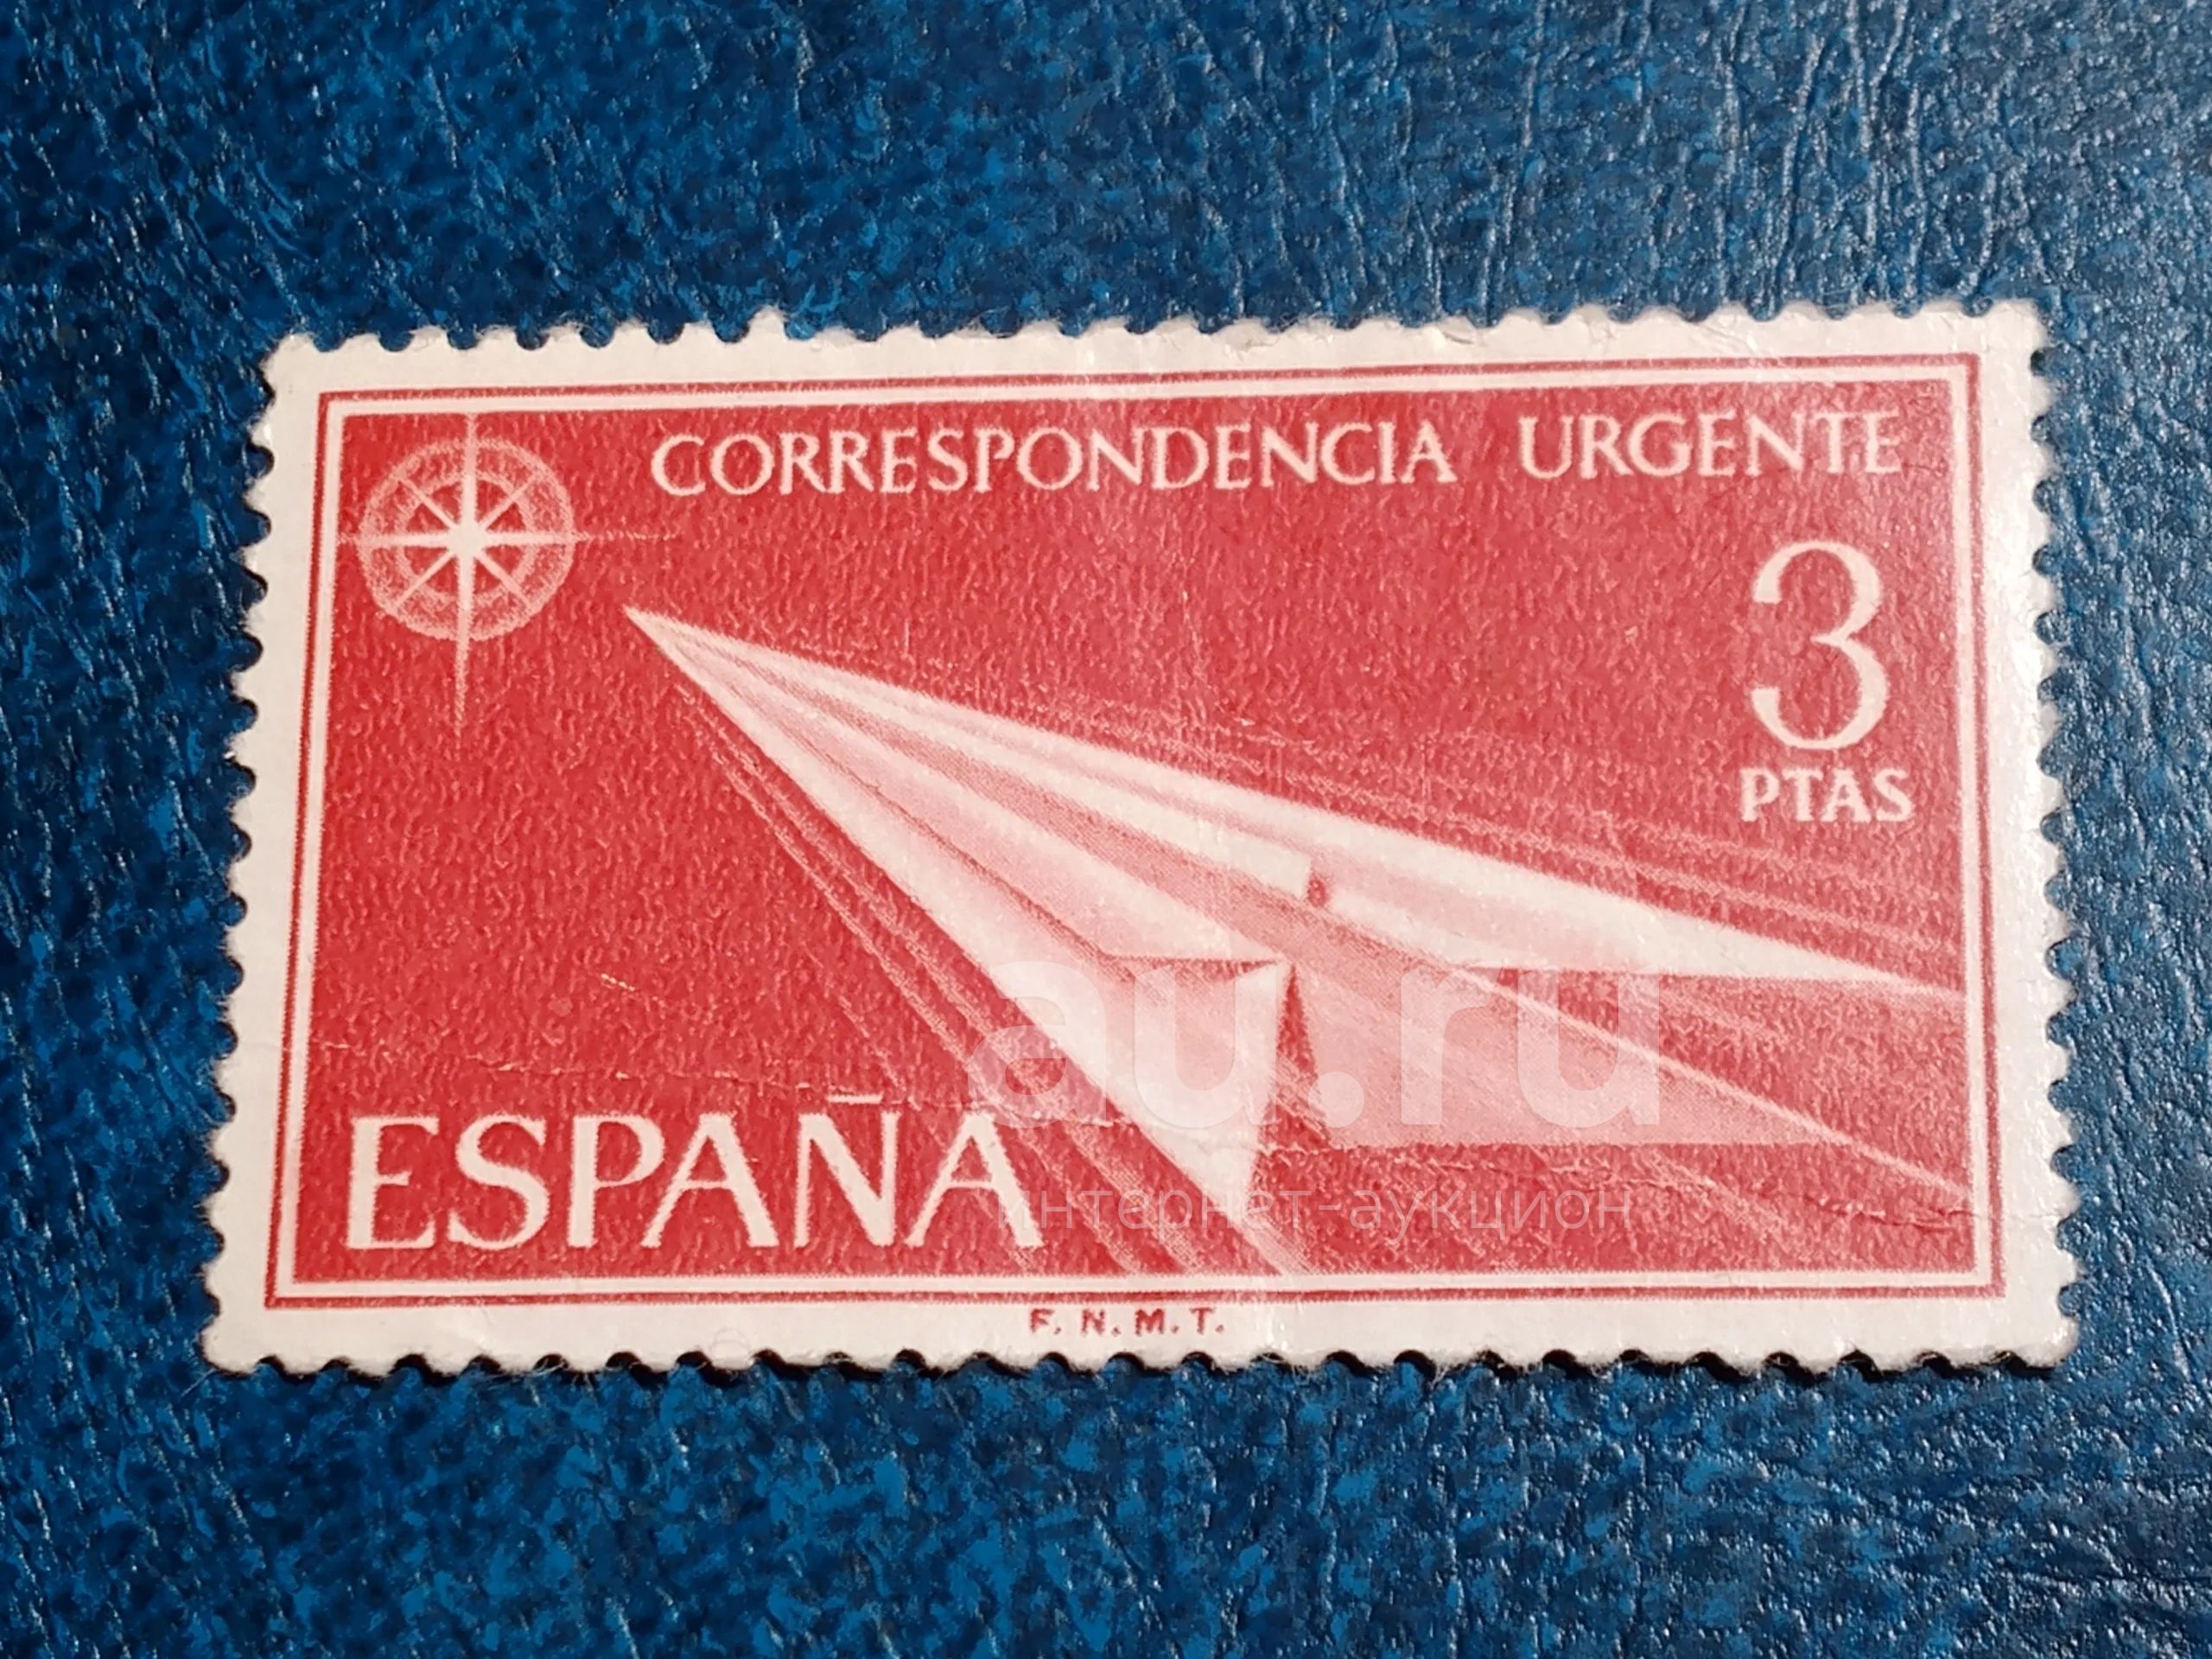 CORRESPONDENCIA URGENTE
3
PTAS
ESPAÑA
F. N. M. T.
au.ru
интернет-аукцион